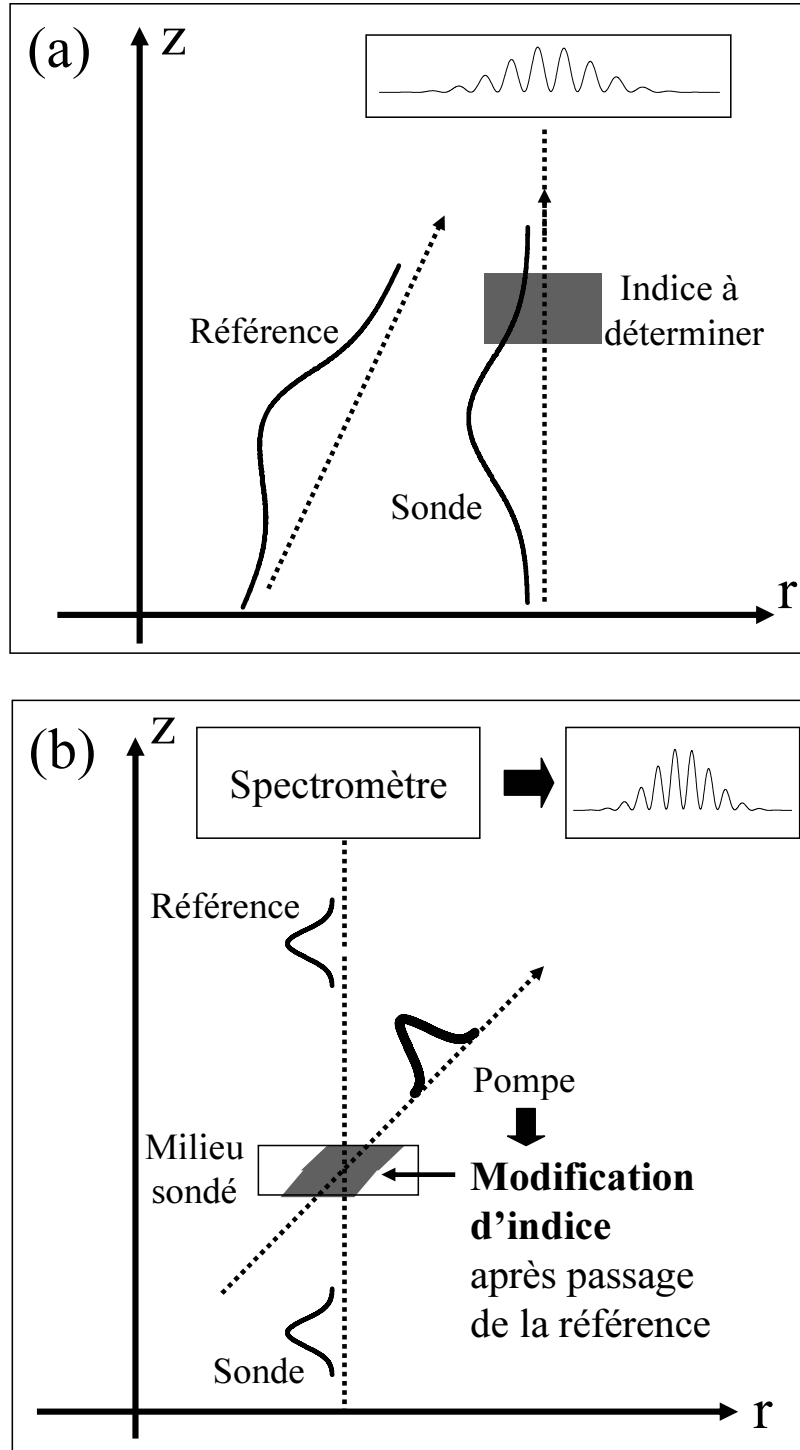 (a)
z
Référence
Indice à
déterminer
Sonde
r
(b)
z
Spectromètre
Référence
Pompe
Milieu
sondé
Modification
d'indice
après passage
de la référence
Sonde
r